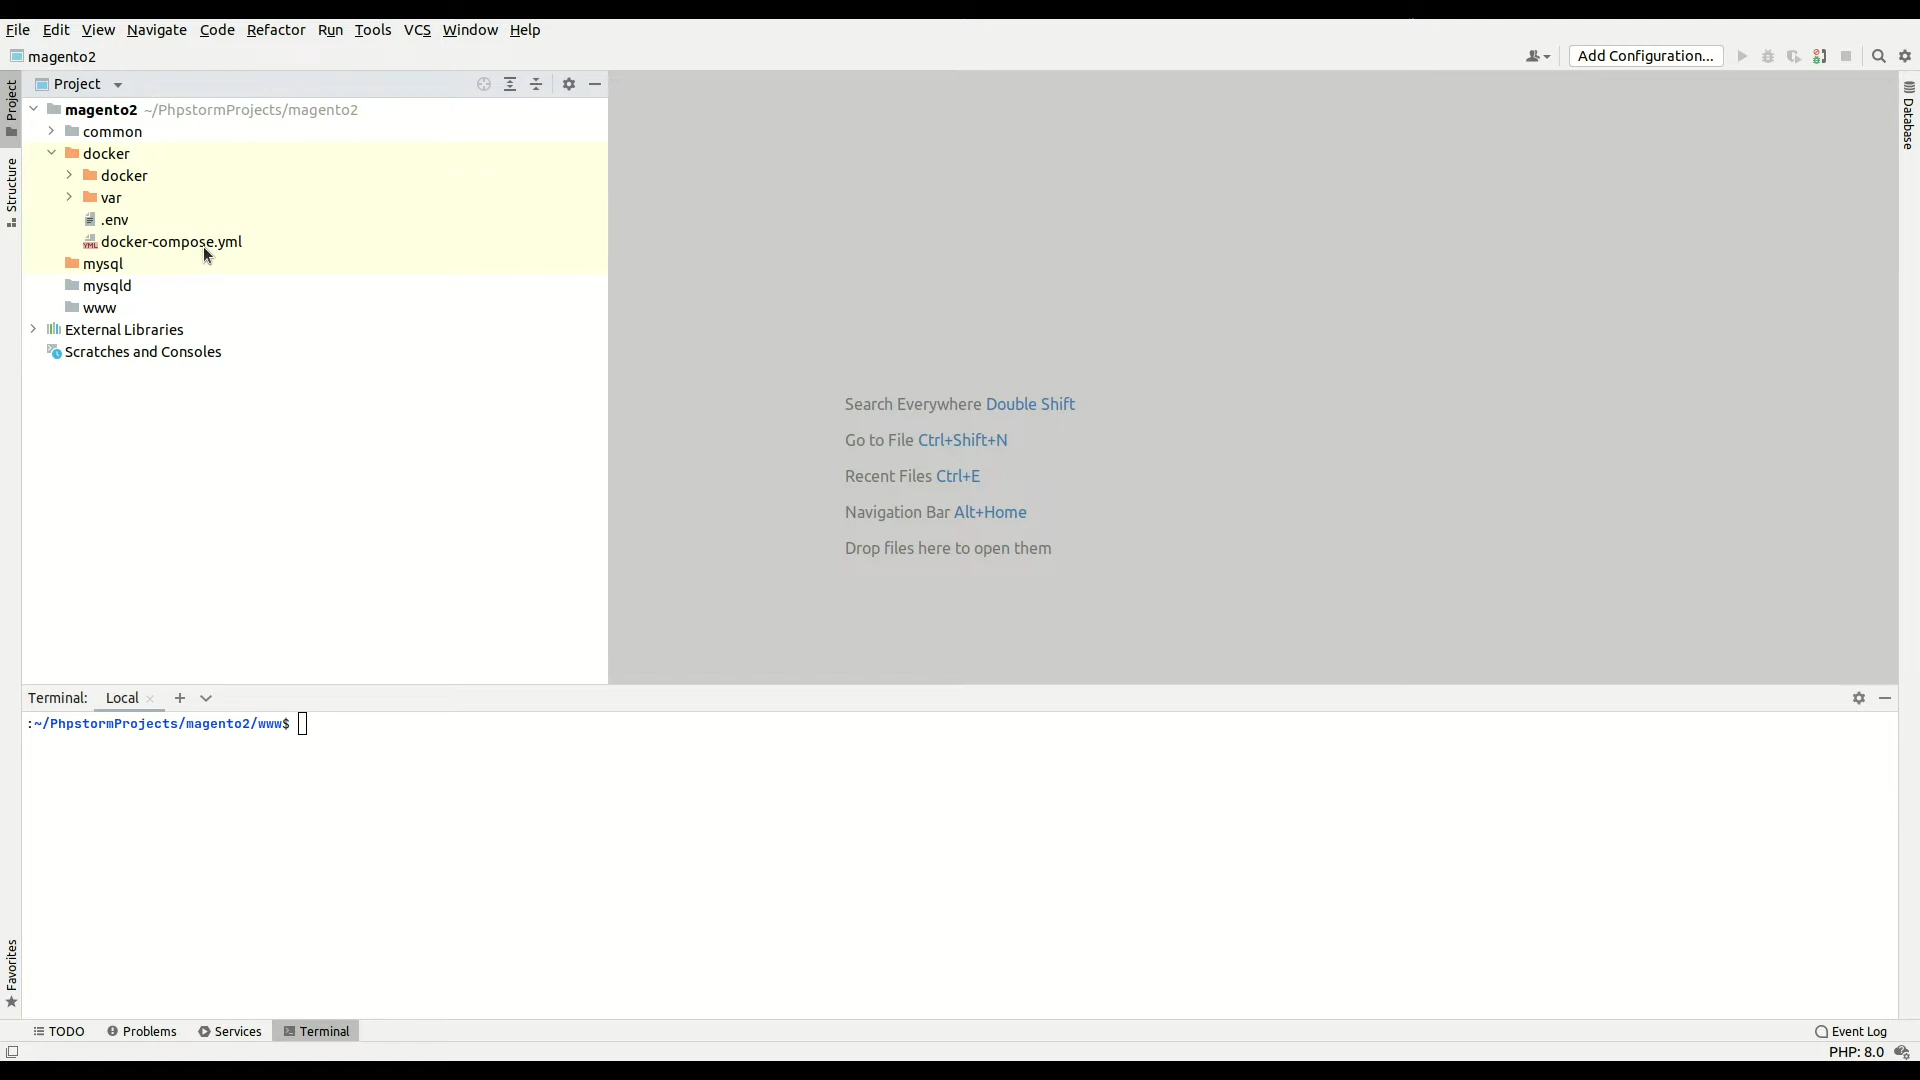 File Edit View Navigate Code Refactor Run Tools VCS Window Help
magento2
Add Configuration...
Project
Project
magento2 ~/PhpstormProjects/magento2
common
docker
docker
var
.env
docker-compose.yml
mysql
mysqld
www
External Libraries
Scratches and Consoles
Structure
Favorites
Database
Search Everywhere Double Shift
Go to File Ctrl+Shift+N
Recent Files Ctrl+E
Navigation Bar Alt+Home
Drop files here to open them
Terminal: Local
:~/PhpstormProjects/magento2/www$
TODO Problems Services Terminal Event Log
PHP: 8.0